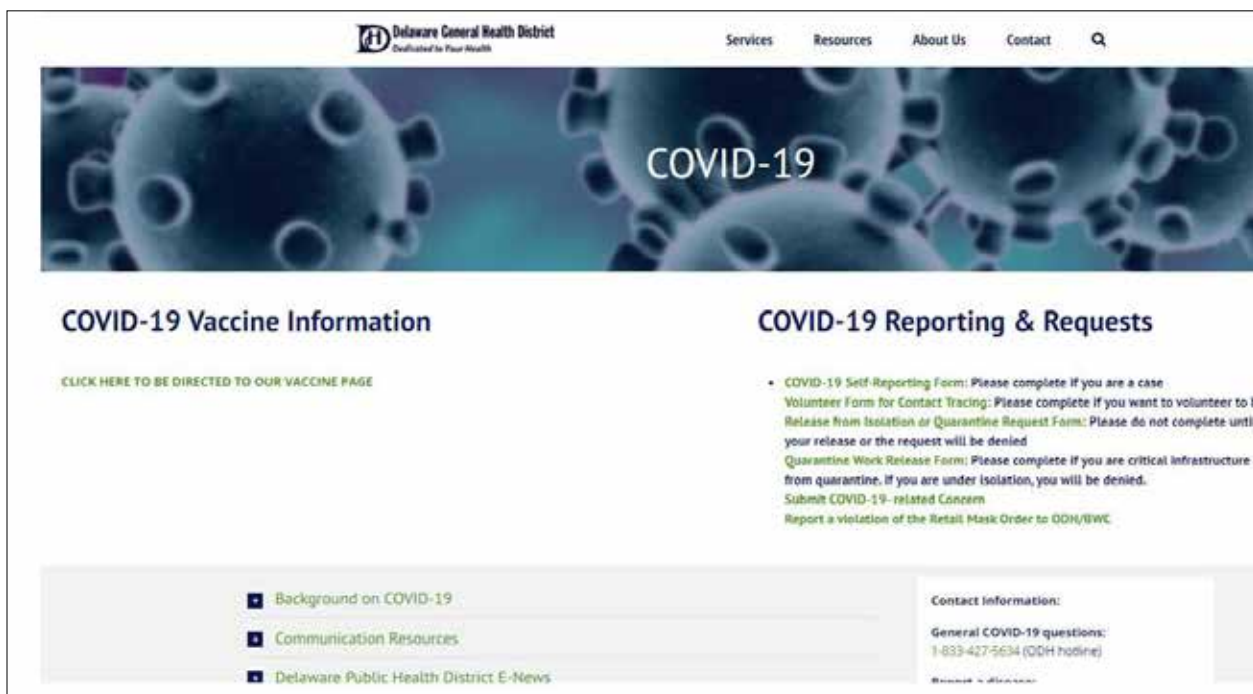 Delaware General Health District
Dedicated to Your Health
Services Resources About Us Contact
COVID-19
COVID-19 Vaccine Information
CLICK HERE TO BE DIRECTED TO OUR VACCINE PAGE
COVID-19 Reporting & Requests
• COVID-19 Self-Reporting Form: Please complete if you are a case
Volunteer Form for Contact Tracing: Please complete if you want to volunteer to
Release from Isolation or Quarantine Request Form: Please do not complete until
your release or the request will be denied
Quarantine Work Release Form: Please complete if you are critical infrastructure
from quarantine. If you are under isolation, you will be denied.
Submit COVID-19- related Concern
Report a violation of the Retail Mask Order to ODH/BWC
Background on COVID-19
Communication Resources
Delaware Public Health District E-News
Contact Information:
General COVID-19 questions:
1-833-427-5634 (ODH hotline)
Report a disease: